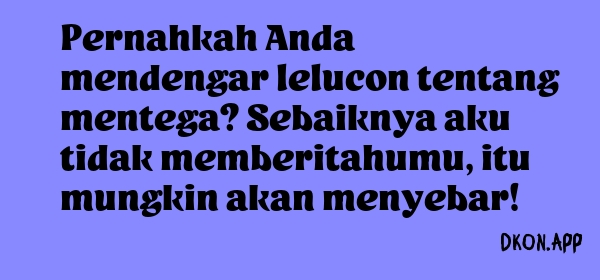 Pernahkah Anda
mendengar lelucon tentang
mentega? Sebaiknya aku
tidak memberitahumu, itu
mungkin akan menyebar!
DKON.APP